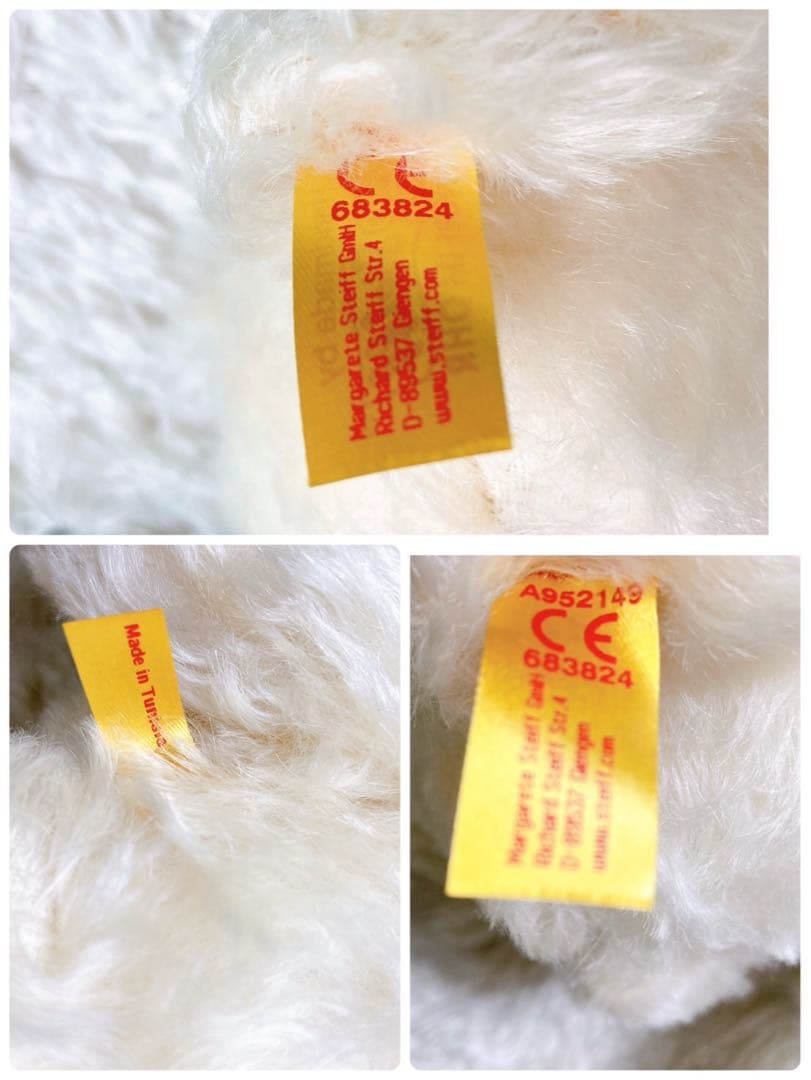 CE
683824
Margarete Steiff GmbH
Richard Steiff Str.4
D-89537 Giengen
www.steiff.com
Made in Tunisie
A952149
CE
683824
Margarete Steiff GmbH
Richard Steiff Str.4
D-89537 Giengen
www.steiff.com